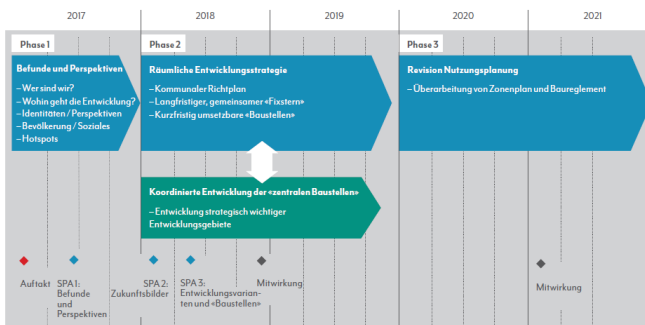 2017
2018
2019
2020
2021
Phase 1
Phase 2
Phase 3
Befunde und Perspektiven
– Wer sind wir?
– Wohin geht die Entwicklung?
– Identitäten / Perspektiven
– Bevölkerung / Soziales
– Hotspots
Räumliche Entwicklungsstrategie
– Kommunaler Richtplan
– Langfristiger, gemeinsamer «Fixstern»
– Kurzfristig umsetzbare «Baustellen»
Revision Nutzungsplanung
– Überarbeitung von Zonenplan und Baureglement
Koordinierte Entwicklung der «zentralen Baustellen»
– Entwicklung strategisch wichtiger
Entwicklungsgebiete
Auftakt
SPA 1:
Befunde
und
Perspektiven
SPA 2:
Zukunftsbilder
SPA 3:
Entwicklungsvarian-
ten und «Baustellen»
Mitwirkung
Mitwirkung